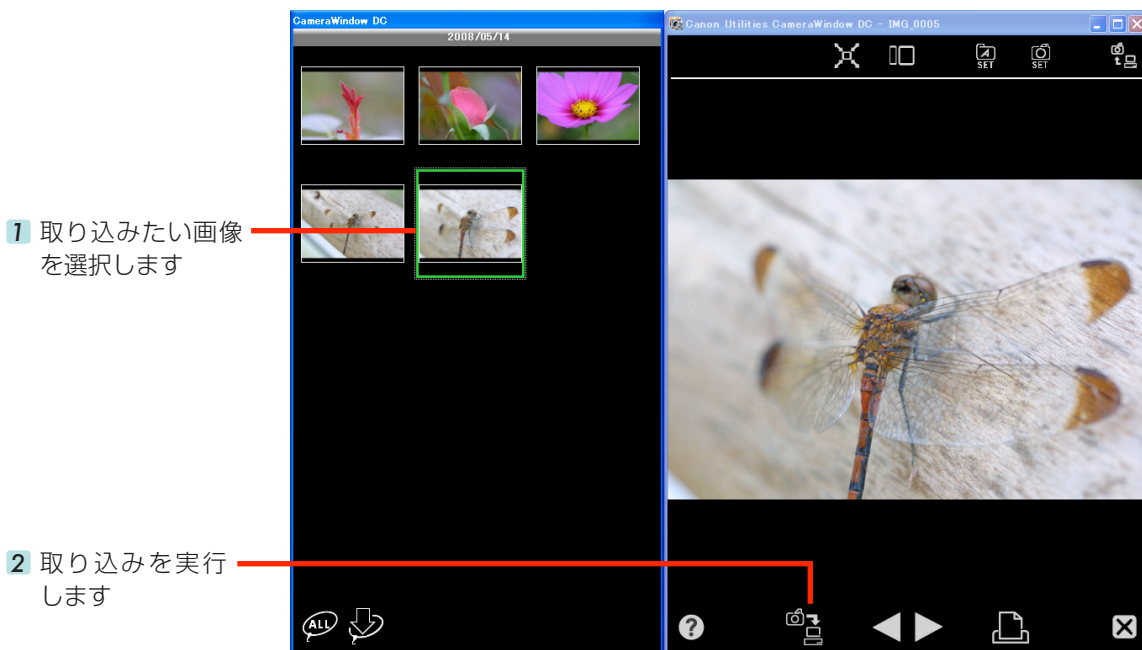 CameraWindow DC
2008/05/14
Canon Utilities CameraWindow DC - IMG_0005
SET
SET
1 取り込みたい画像
を選択します
2 取り込みを実行
します
ALL
?